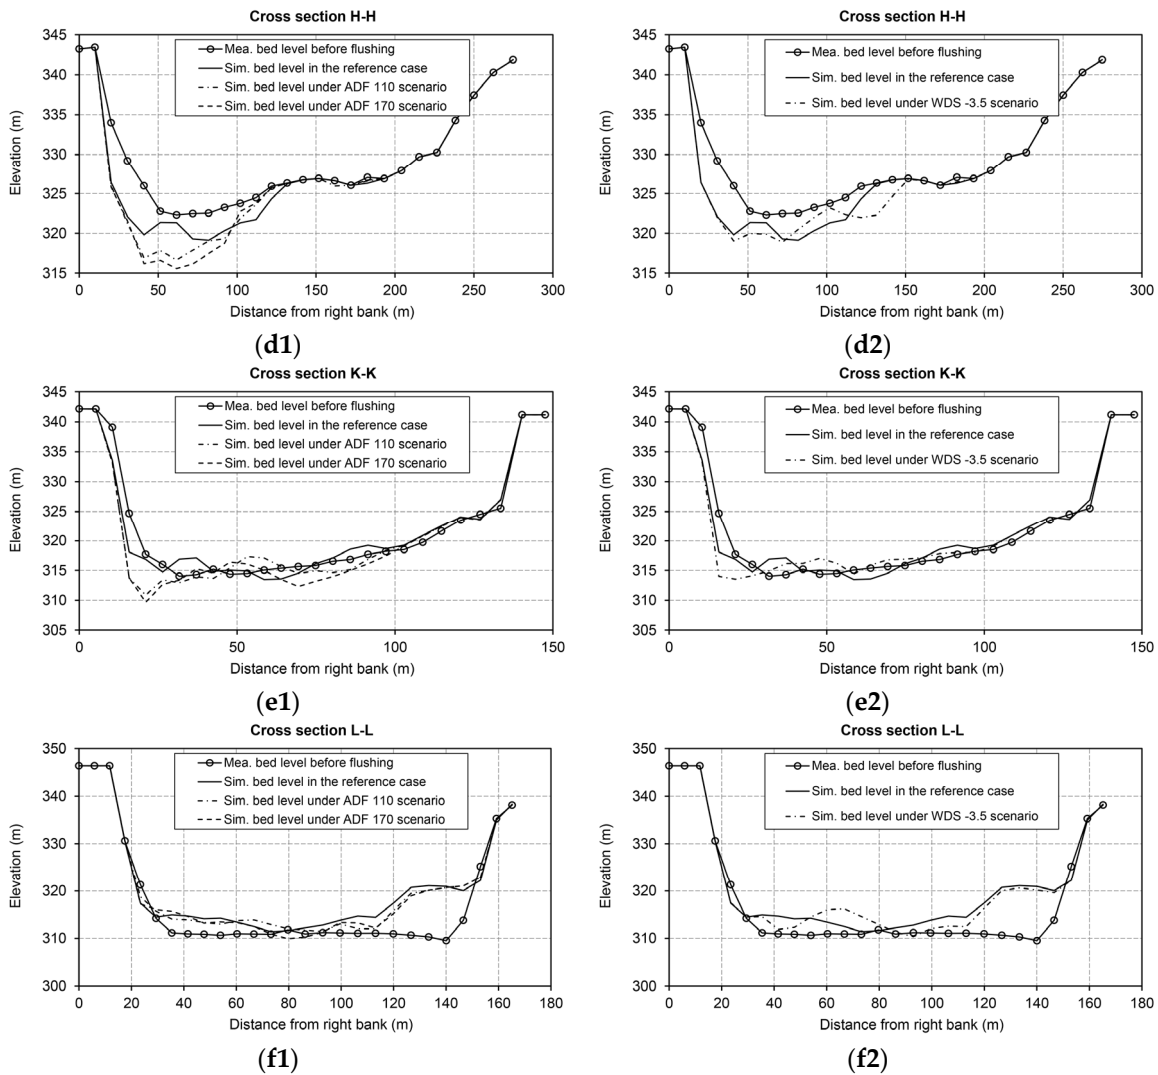 Cross section H-H
Cross section H-H
345
340
335
330
325
320
315
Elevation (m)
Mea. bed level before flushing
Sim. bed level in the reference case
Sim. bed level under ADF 110 scenario
Sim. bed level under ADF 170 scenario
0 50 100 150 200 250 300
Distance from right bank (m)
(d1)
345
340
335
330
325
320
315
Elevation (m)
Mea. bed level before flushing
Sim. bed level in the reference case
Sim. bed level under WDS -3.5 scenario
0 50 100 150 200 250 300
Distance from right bank (m)
(d2)
Cross section K-K
345
340
335
330
325
320
315
310
305
Elevation (m)
Mea. bed level before flushing
Sim. bed level in the reference case
Sim. bed level under ADF 110 scenario
Sim. bed level under ADF 170 scenario
0 50 100 150
Distance from right bank (m)
(e1)
Cross section K-K
345
340
335
330
325
320
315
310
305
Elevation (m)
Mea. bed level before flushing
Sim. bed level in the reference case
Sim. bed level under WDS -3.5 scenario
0 50 100 150
Distance from right bank (m)
(e2)
Cross section L-L
350
340
330
320
310
300
Elevation (m)
Mea. bed level before flushing
Sim. bed level in the reference case
Sim. bed level under ADF 110 scenario
Sim. bed level under ADF 170 scenario
0 20 40 60 80 100 120 140 160 180
Distance from right bank (m)
(f1)
Cross section L-L
350
340
330
320
310
300
Elevation (m)
Mea. bed level before flushing
Sim. bed level in the reference case
Sim. bed level under WDS -3.5 scenario
0 20 40 60 80 100 120 140 160 180
Distance from right bank (m)
(f2)